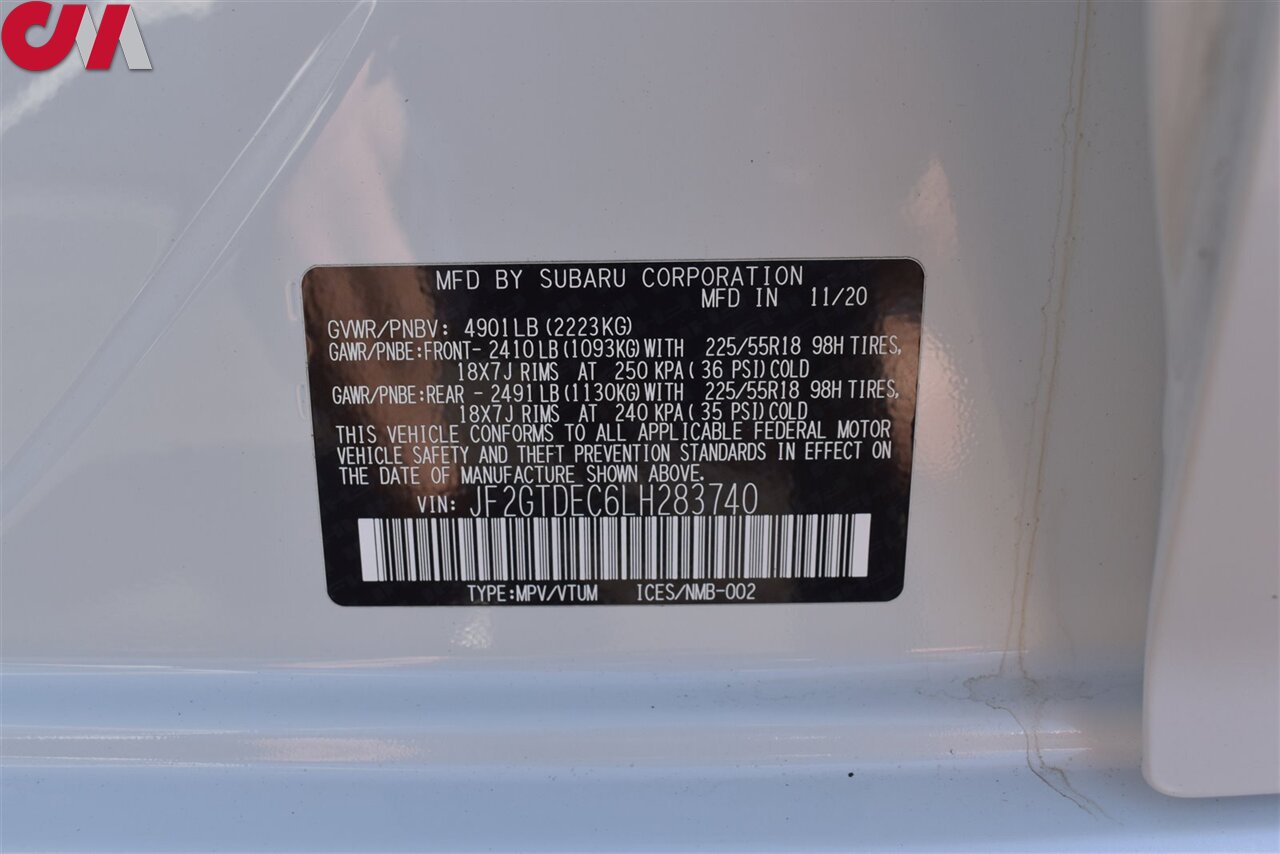 CM
MFD BY SUBARU CORPORATION
MFD IN 11/20
GVWR/PNBV: 4901LB (2223KG)
GAWR/PNBE:FRONT- 2410LB (1093KG) WITH 225/55R18 98H TIRES,
18X7J RIMS AT 250 KPA ( 36 PSI) COLD
GAWR/PNBE:REAR - 2491LB (1130KG) WITH 225/55R18 98H TIRES,
18X7J RIMS AT 240 KPA ( 35 PSI) COLD
THIS VEHICLE CONFORMS TO ALL APPLICABLE FEDERAL MOTOR
VEHICLE SAFETY AND THEFT PREVENTION STANDARDS IN EFFECT ON
THE DATE OF MANUFACTURE SHOWN ABOVE.
VIN: JF2GTDEC6LH283740
TYPE:MPV/VTUM ICES/NMB-002